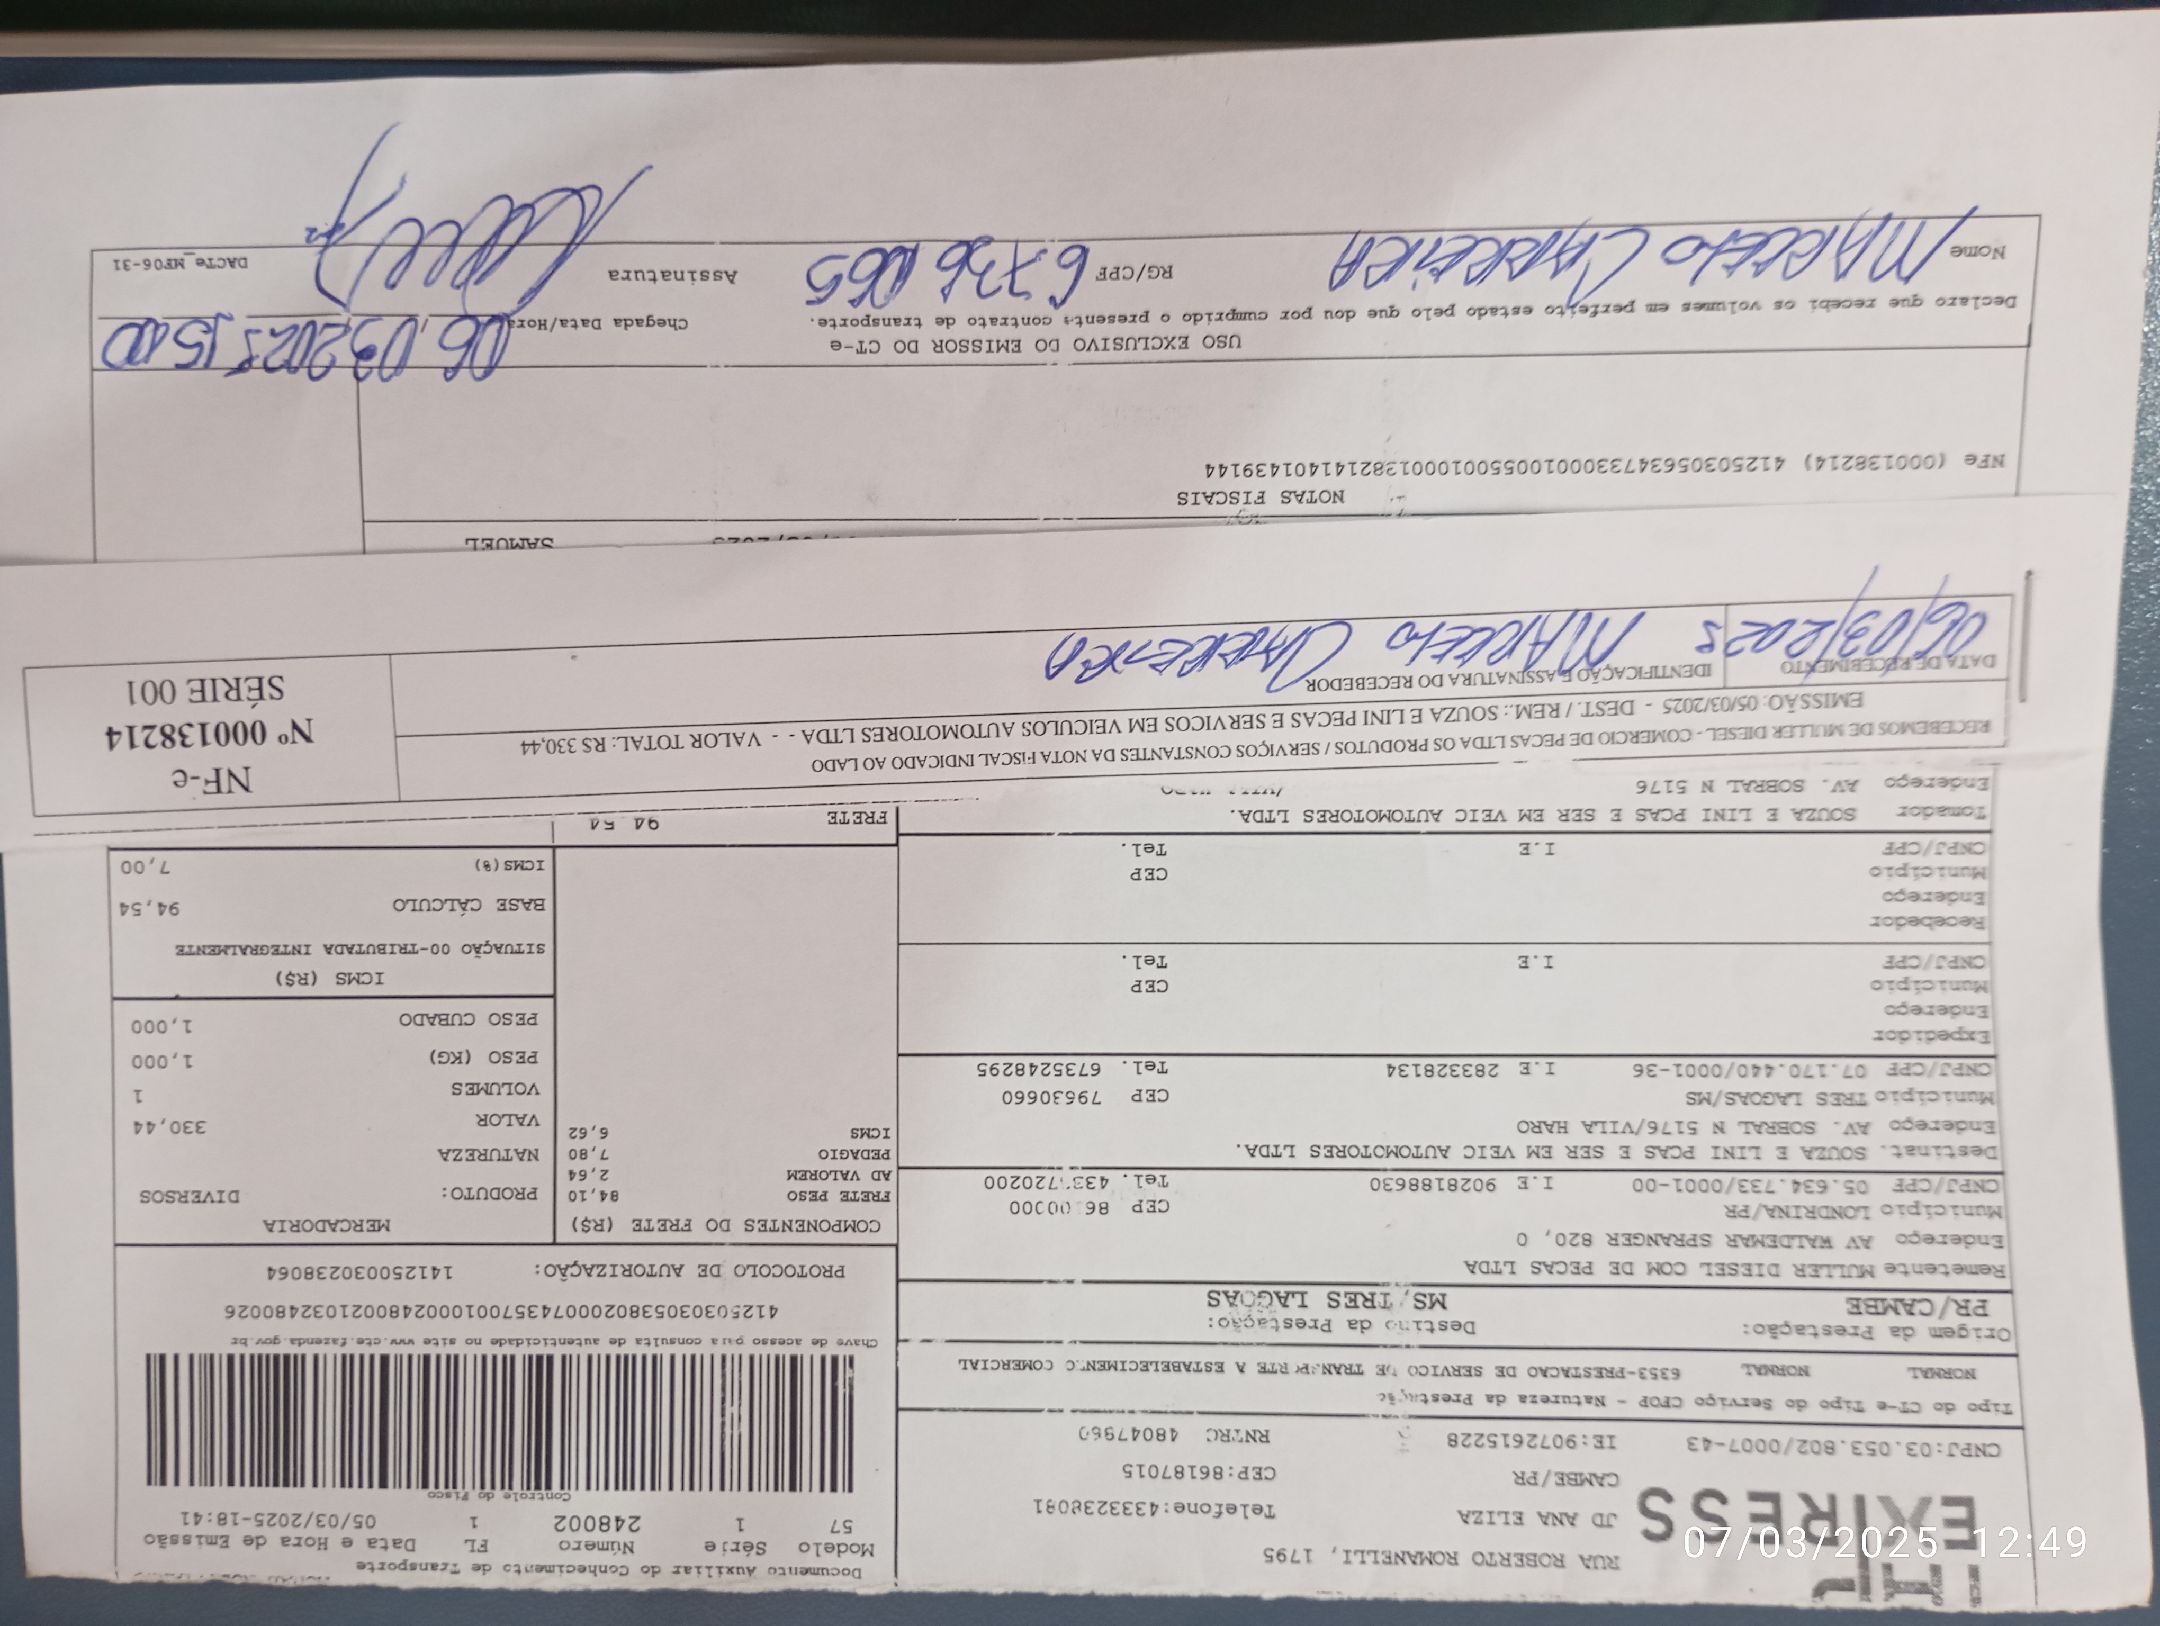 Documento Auxiliar do Conhecimento de Transporte
EXPRESS
RUA ROBERTO ROMANELLI, 1795
JD ANA ELIZA
Telefone:4333238081
CAMBE/PR
CEP:86187015
CNPJ:03.053.802/0007-43 IE:9072615228 RNTRC 48047960
Modelo Série Número FL Data e Hora de Emissão
57 1 248002 1 05/03/2025-18:41
Controle do Fisco
Tipo do CT-e Tipo do Serviço CFOP - Natureza da Prestação
NORMAL NORMAL 6353-PRESTACAO DE SERVICO DE TRANSPORTE A ESTABELECIMENTO COMERCIAL
Chave de acesso para consulta de autenticidade no site www.cte.fazenda.gov.br
41250303053802000743570010002480021032480026
PROTOCOLO DE AUTORIZAÇÃO: 141250030238064
Origem da Prestação: Destino da Prestação:
PR/CAMBE MS/TRES LAGOAS
Remetente MULLER DIESEL COM DE PECAS LTDA
Endereço AV WALDEMAR SPRANGER 820, 0
Município LONDRINA/PR CEP
CNPJ/CPF 05.634.733/0001-00 I.E 9028188630 Tel.
Destinat. SOUZA E LINI PCAS E SER EM VEIC AUTOMOTORES LTDA.
Endereço AV. SOBRAL N 5176/VILA HARO
Município TRES LAGOAS/MS CEP 79630660
CNPJ/CPF 07.170.440/0001-36 I.E 283328134 Tel. 6735248295
Expedidor
Endereço
Município CEP
CNPJ/CPF I.E Tel.
Recebedor
Endereço
Município CEP
CNPJ/CPF I.E Tel.
Tomador SOUZA E LINI PCAS E SER EM VEIC AUTOMOTORES LTDA.
Endereço AV. SOBRAL N 5176
COMPONENTES DO FRETE (R$)
FRETE PESO 84,10
AD VALOREM 2,64
PEDAGIO 7,80
ICMS 6,62
FRETE 94,54
MERCADORIA
PRODUTO: DIVERSOS
NATUREZA
VALOR 330,44
VOLUMES 1
PESO (KG) 1,000
PESO CUBADO 1,000
ICMS (R$)
SITUAÇÃO 00-TRIBUTADA INTEGRALMENTE
BASE CÁLCULO 94,54
ICMS(%) 7,00
RECEBEMOS DE MULLER DIESEL - COMERCIO DE PECAS LTDA OS PRODUTOS / SERVIÇOS CONSTANTES DA NOTA FISCAL INDICADO AO LADO
EMISSÃO: 05/03/2025 - DEST. / REM.: SOUZA E LINI PECAS E SERVICOS EM VEICULOS AUTOMOTORES LTDA - - VALOR TOTAL: R$ 330,44
DATA DE RECEBIMENTO IDENTIFICAÇÃO E ASSINATURA DO RECEBEDOR
06/03/2025 MARCELO CARREIRA
NF-e
Nº 000138214
SÉRIE 001
SAMUEL
NOTAS FISCAIS
NFe (000138214) 41250305634733000100550010001382141401439144
USO EXCLUSIVO DO EMISSOR DO CT-e
Declaro que recebi os volumes em perfeito estado pelo que dou por cumprido o presente contrato de transporte.
Chegada Data/Hora 06/03/2025 15:00
Nome MARCELO CARREIRA RG/CPF Assinatura
DACTe_MF06-31
07/03/2025 12:49